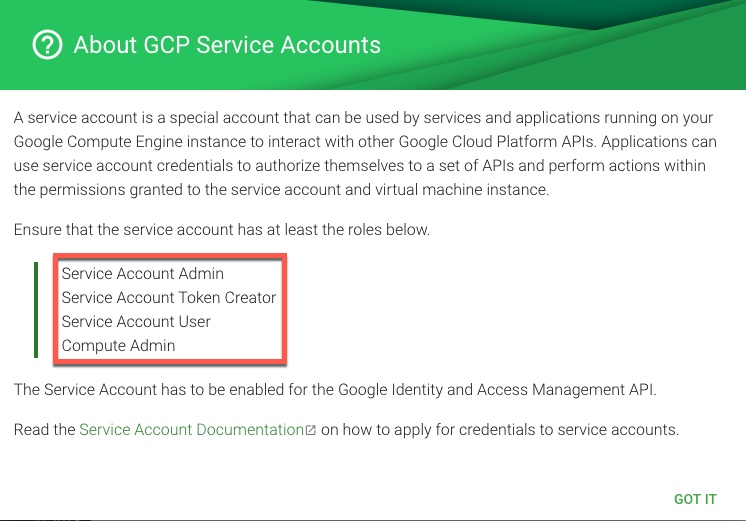 About GCP Service Accounts
A service account is a special account that can be used by services and applications running on your
Google Compute Engine instance to interact with other Google Cloud Platform APIs. Applications can
use service account credentials to authorize themselves to a set of APIs and perform actions within
the permissions granted to the service account and virtual machine instance.
Ensure that the service account has at least the roles below.
Service Account Admin
Service Account Token Creator
Service Account User
Compute Admin
The Service Account has to be enabled for the Google Identity and Access Management API.
Read the Service Account Documentation on how to apply for credentials to service accounts.
GOT IT